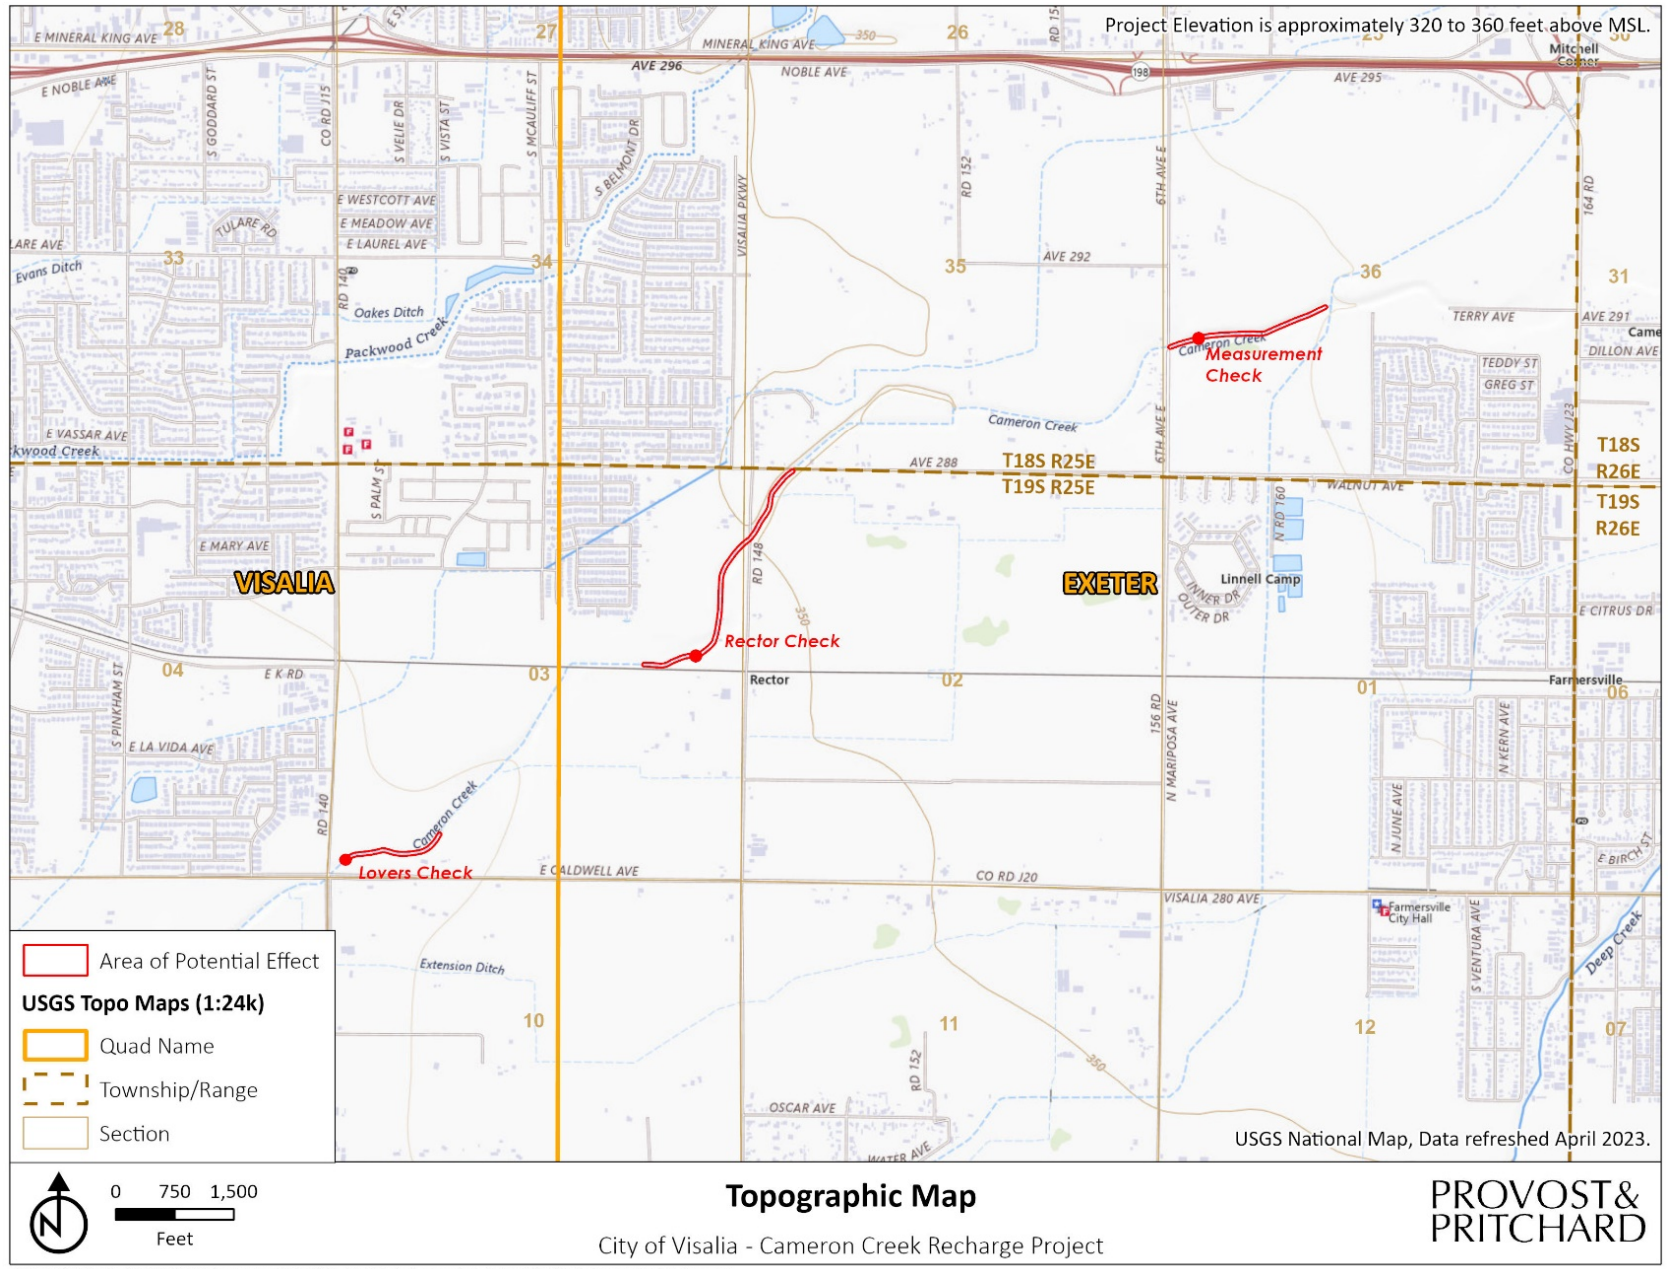 Project Elevation is approximately 320 to 360 feet above MSL.
28
27
26
E MINERAL KING AVE
MINERAL KING AVE
350
RD 15
Mitchell
Corner
AVE 296
NOBLE AVE
198
AVE 295
E NOBLE AVE
S GODDARD ST
CO RD J15
S VELIE DR
S VISTA ST
S MCAULIFF ST
S BELMONT DR
VISALIA PKWY
RD 152
6TH AVE E
164 RD
E WESTCOTT AVE
E MEADOW AVE
E LAUREL AVE
TULARE RD
LARE AVE
Evans Ditch
33
34
35
36
31
AVE 292
RD 140
Oakes Ditch
Packwood Creek
TERRY AVE
AVE 291
Came
DILLON AVE
Cameron Creek
Measurement
Check
TEDDY ST
GREG ST
E VASSAR AVE
kwood Creek
Cameron Creek
6TH AVE E
CO HWY J23
AVE 288
T18S R25E
T19S R25E
T18S
R26E
T19S
R26E
WALNUT AVE
S PALM ST
N RD 160
E MARY AVE
RD 148
VISALIA
EXETER
Linnell Camp
INNER DR
OUTER DR
E CITRUS DR
350
Rector Check
04
03
02
01
06
E K RD
Rector
Farmersville
S PINKHAM ST
156 RD
N MARIPOSA AVE
N KERN AVE
E LA VIDA AVE
RD 140
Cameron Creek
N JUNE AVE
Lovers Check
E CALDWELL AVE
CO RD J20
VISALIA 280 AVE
E BIRCH ST
Farmersville
City Hall
S VENTURA AVE
Deep Creek
Extension Ditch
10
11
12
07
RD 152
350
OSCAR AVE
WATER AVE
Area of Potential Effect
USGS Topo Maps (1:24k)
Quad Name
Township/Range
Section
USGS National Map, Data refreshed April 2023.
N
0 750 1,500
Feet
Topographic Map
City of Visalia - Cameron Creek Recharge Project
PROVOST&
PRITCHARD